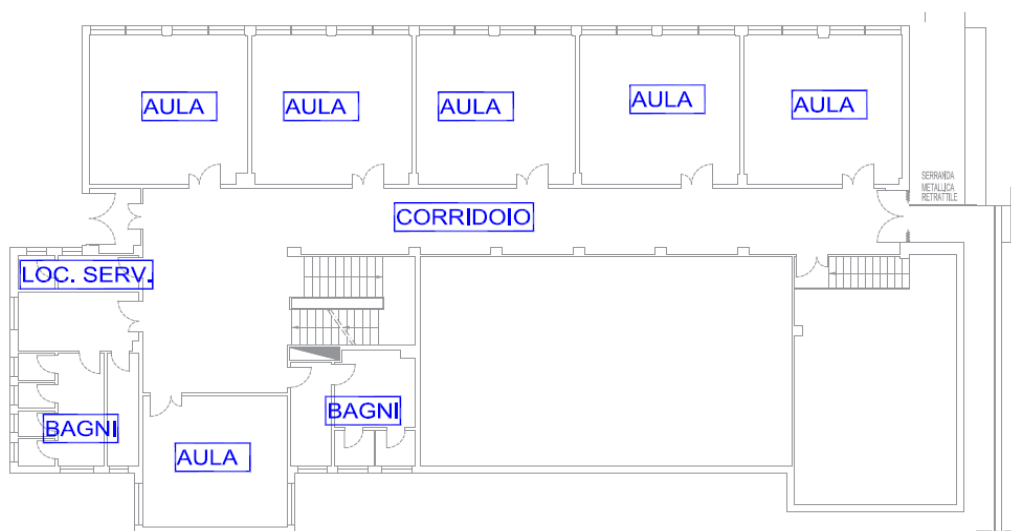 AULA
AULA
AULA
AULA
AULA
SERRANDA
METALLICA
RETRATTILE
CORRIDOIO
LOC. SERV.
BAGNI
BAGNI
AULA